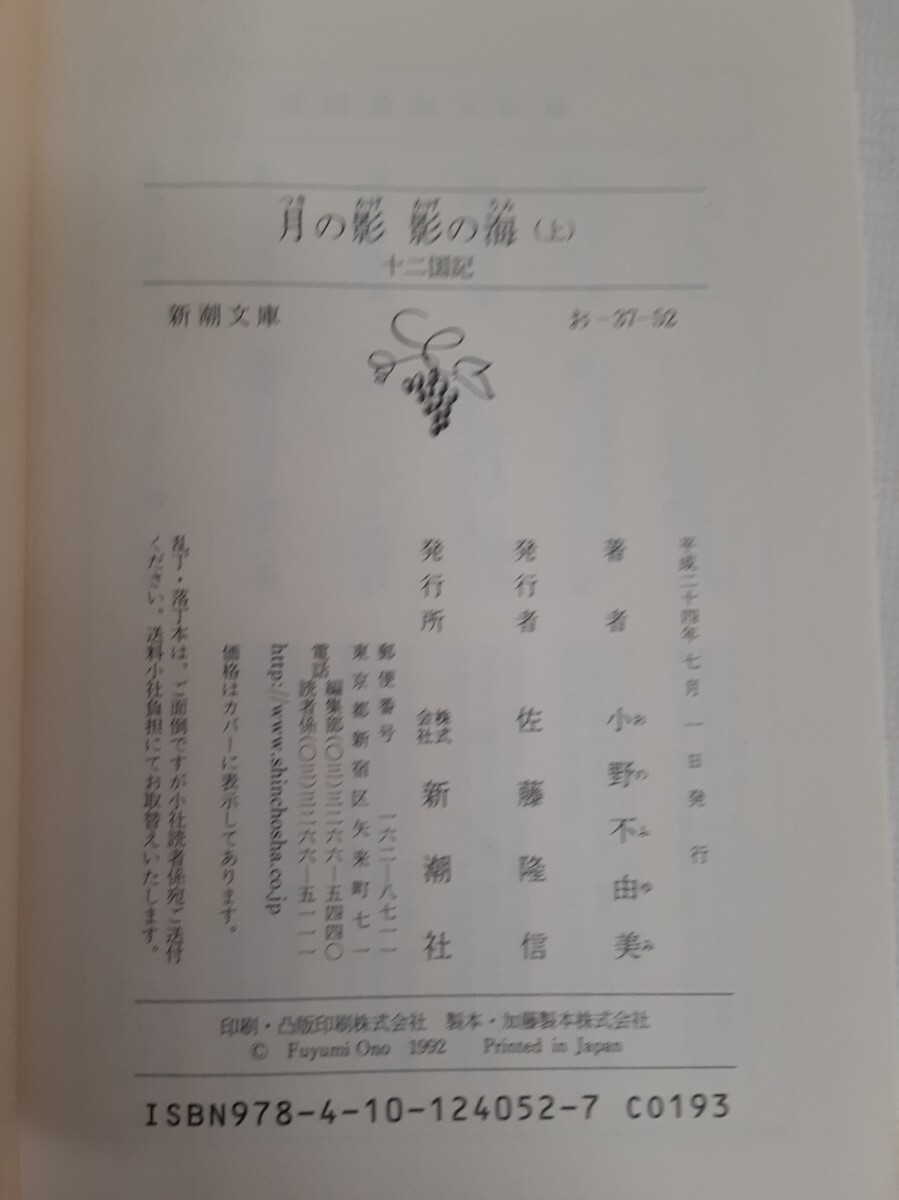 月の影 影の海（上）
十二国記
新潮文庫
お-37-52
平成二十四年七月一日発行
著者 小野不由美
発行者 佐藤隆信
発行所 株式会社 新潮社
郵便番号 一六二―八七一一
東京都新宿区矢来町七一
電話 編集部(〇三)三二六六―五四四〇
読者係(〇三)三二六六―五一一一
http://www.shinchosha.co.jp
価格はカバーに表示してあります。
乱丁・落丁本は、ご面倒ですが小社読者係宛ご送付
ください。送料小社負担にてお取替えいたします。
印刷・凸版印刷株式会社　製本・加藤製本株式会社
© Fuyumi Ono 1992 Printed in Japan
ISBN978-4-10-124052-7 C0193